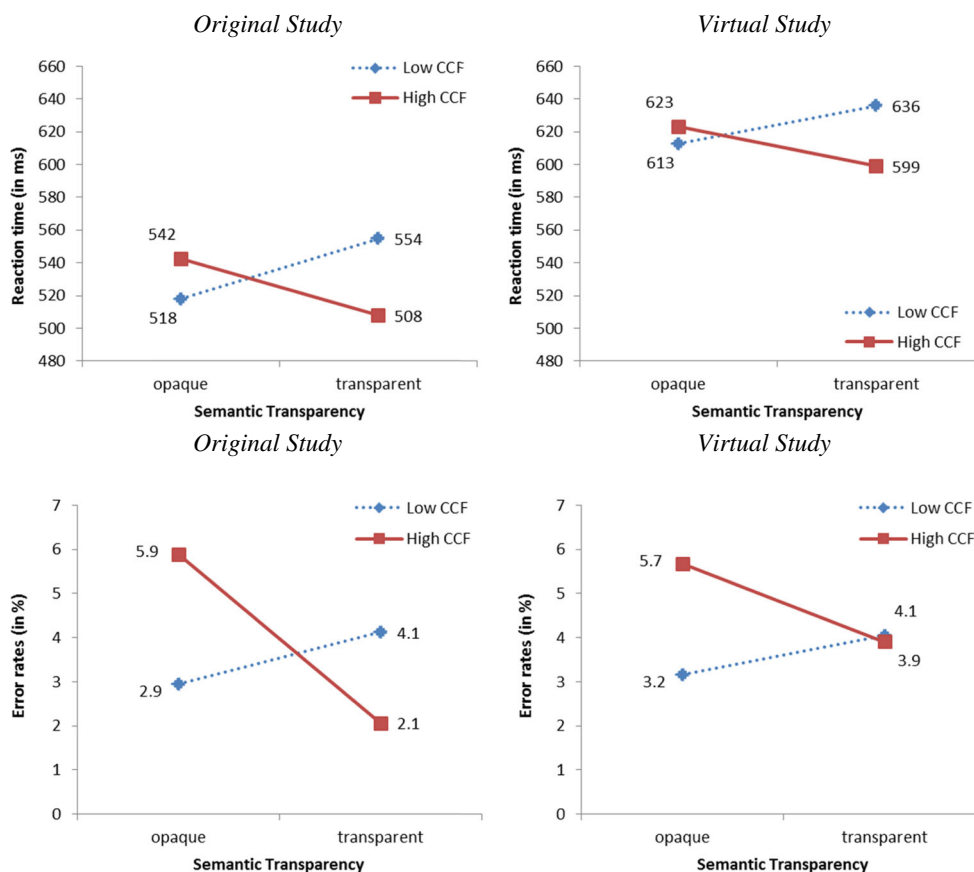 Original Study
660
640
620
600
580
560
540
520
500
480
Reaction time (in ms)
Low CCF
High CCF
542
518
554
508
opaque
transparent
Semantic Transparency
Virtual Study
660
640
620
600
580
560
540
520
500
480
Reaction time (in ms)
623
613
636
599
Low CCF
High CCF
opaque
transparent
Semantic Transparency
Original Study
7
6
5
4
3
2
1
0
Error rates (in %)
Low CCF
High CCF
5.9
2.9
4.1
2.1
opaque
transparent
Semantic Transparency
Virtual Study
7
6
5
4
3
2
1
0
Error rates (in %)
Low CCF
High CCF
5.7
3.2
4.1
3.9
opaque
transparent
Semantic Transparency